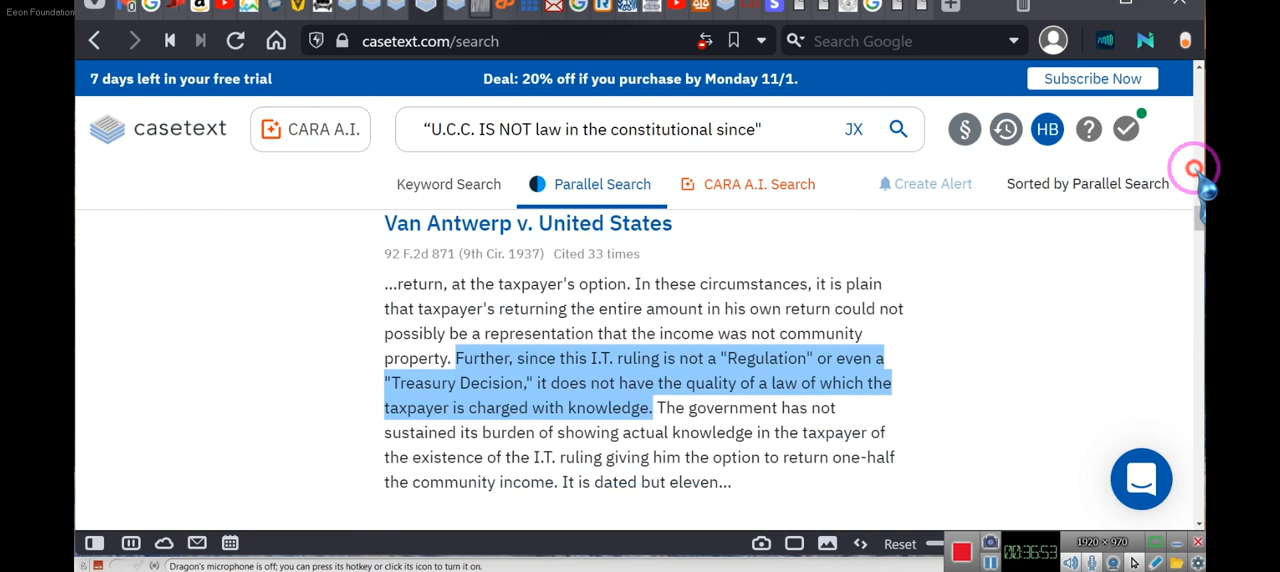 Eeon Foundation
casetext.com/search
Search Google
7 days left in your free trial
Deal: 20% off if you purchase by Monday 11/1.
Subscribe Now
casetext
CARA A.I.
“U.C.C. IS NOT law in the constitutional since"
JX
§
HB
?
Keyword Search
Parallel Search
CARA A.I. Search
Create Alert
Sorted by Parallel Search
Van Antwerp v. United States
92 F.2d 871 (9th Cir. 1937) Cited 33 times
...return, at the taxpayer's option. In these circumstances, it is plain
that taxpayer's returning the entire amount in his own return could not
possibly be a representation that the income was not community
property. Further, since this I.T. ruling is not a "Regulation" or even a
"Treasury Decision," it does not have the quality of a law of which the
taxpayer is charged with knowledge. The government has not
sustained its burden of showing actual knowledge in the taxpayer of
the existence of the I.T. ruling giving him the option to return one-half
the community income. It is dated but eleven...
Reset
00:36:53
1920 × 970
Dragon's microphone is off; you can press its hotkey or click its icon to turn it on.